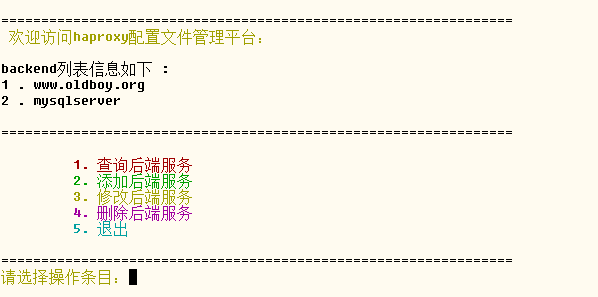 ================================================================
欢迎访问haproxy配置文件管理平台:
backend列表信息如下 :
1 . www.oldboy.org
2 . mysqlserver
================================================================
1. 查询后端服务
2. 添加后端服务
3. 修改后端服务
4. 删除后端服务
5. 退出
================================================================
请选择操作条目: